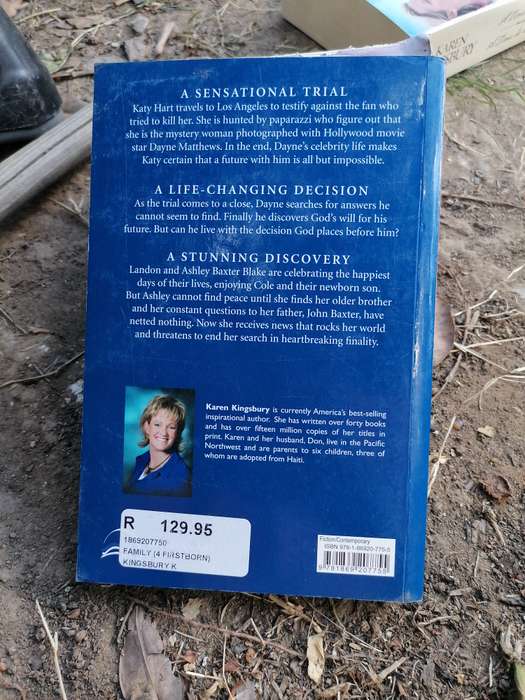 KAREN
A SENSATIONAL TRIAL
Katy Hart travels to Los Angeles to testify against the fan who
tried to kill her. She is hunted by paparazzi who figure out that
she is the mystery woman photographed with Hollywood movie
star Dayne Matthews. In the end, Dayne's celebrity life makes
Katy certain that a future with him is all but impossible.
A LIFE-CHANGING DECISION
As the trial comes to a close, Dayne searches for answers he
cannot seem to find. Finally he discovers God's will for his
future. But can he live with the decision God places before him?
A STUNNING DISCOVERY
Landon and Ashley Baxter Blake are celebrating the happiest
days of their lives, enjoying Cole and their newborn son.
But Ashley cannot find peace until she finds her older brother
and her constant questions to her father, John Baxter, have
netted nothing. Now she receives news that rocks her world
and threatens to end her search in heartbreaking finality.
Karen Kingsbury is currently America's best-selling
inspirational author. She has written over forty books
and has over fifteen million copies of her titles in
print. Karen and her husband, Don, live in the Pacific
Northwest and are parents to six children, three of
whom are adopted from Haiti.
R 129.95
1869207750
FAMILY (4 FIRSTBORN)
KINGSBURY K
Fiction/Contemporary
ISBN 978-1-86920-775-5
9 781869 207755